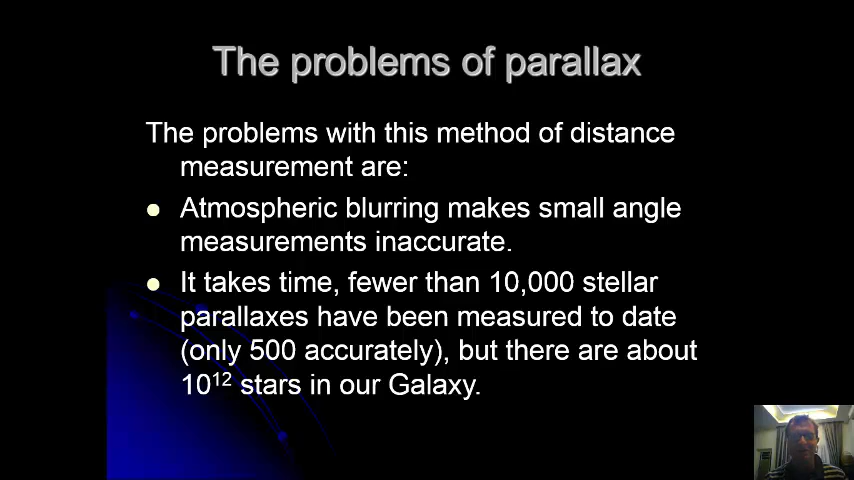 The problems of parallax
The problems with this method of distance
measurement are:
Atmospheric blurring makes small angle
measurements inaccurate.
It takes time, fewer than 10,000 stellar
parallaxes have been measured to date
(only 500 accurately), but there are about
10¹² stars in our Galaxy.